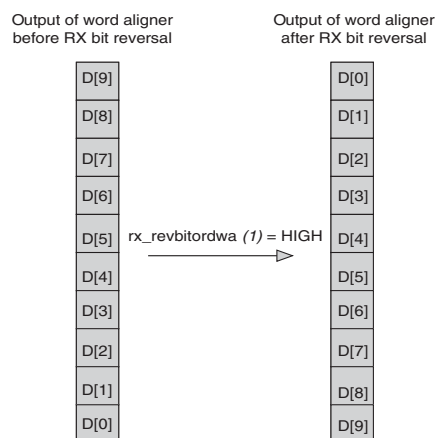 Output of word aligner
before RX bit reversal
D[9]
D[8]
D[7]
D[6]
D[5]
D[4]
D[3]
D[2]
D[1]
D[0]
rx_revbitordwa (1) = HIGH
Output of word aligner
after RX bit reversal
D[0]
D[1]
D[2]
D[3]
D[4]
D[5]
D[6]
D[7]
D[8]
D[9]